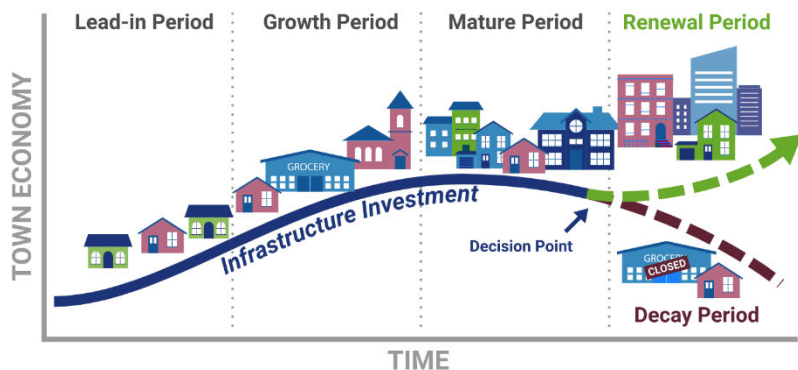 Lead-in Period
Growth Period
Mature Period
Renewal Period
TOWN ECONOMY
GROCERY
Infrastructure Investment
Decision Point
GROCERY
CLOSED
Decay Period
TIME